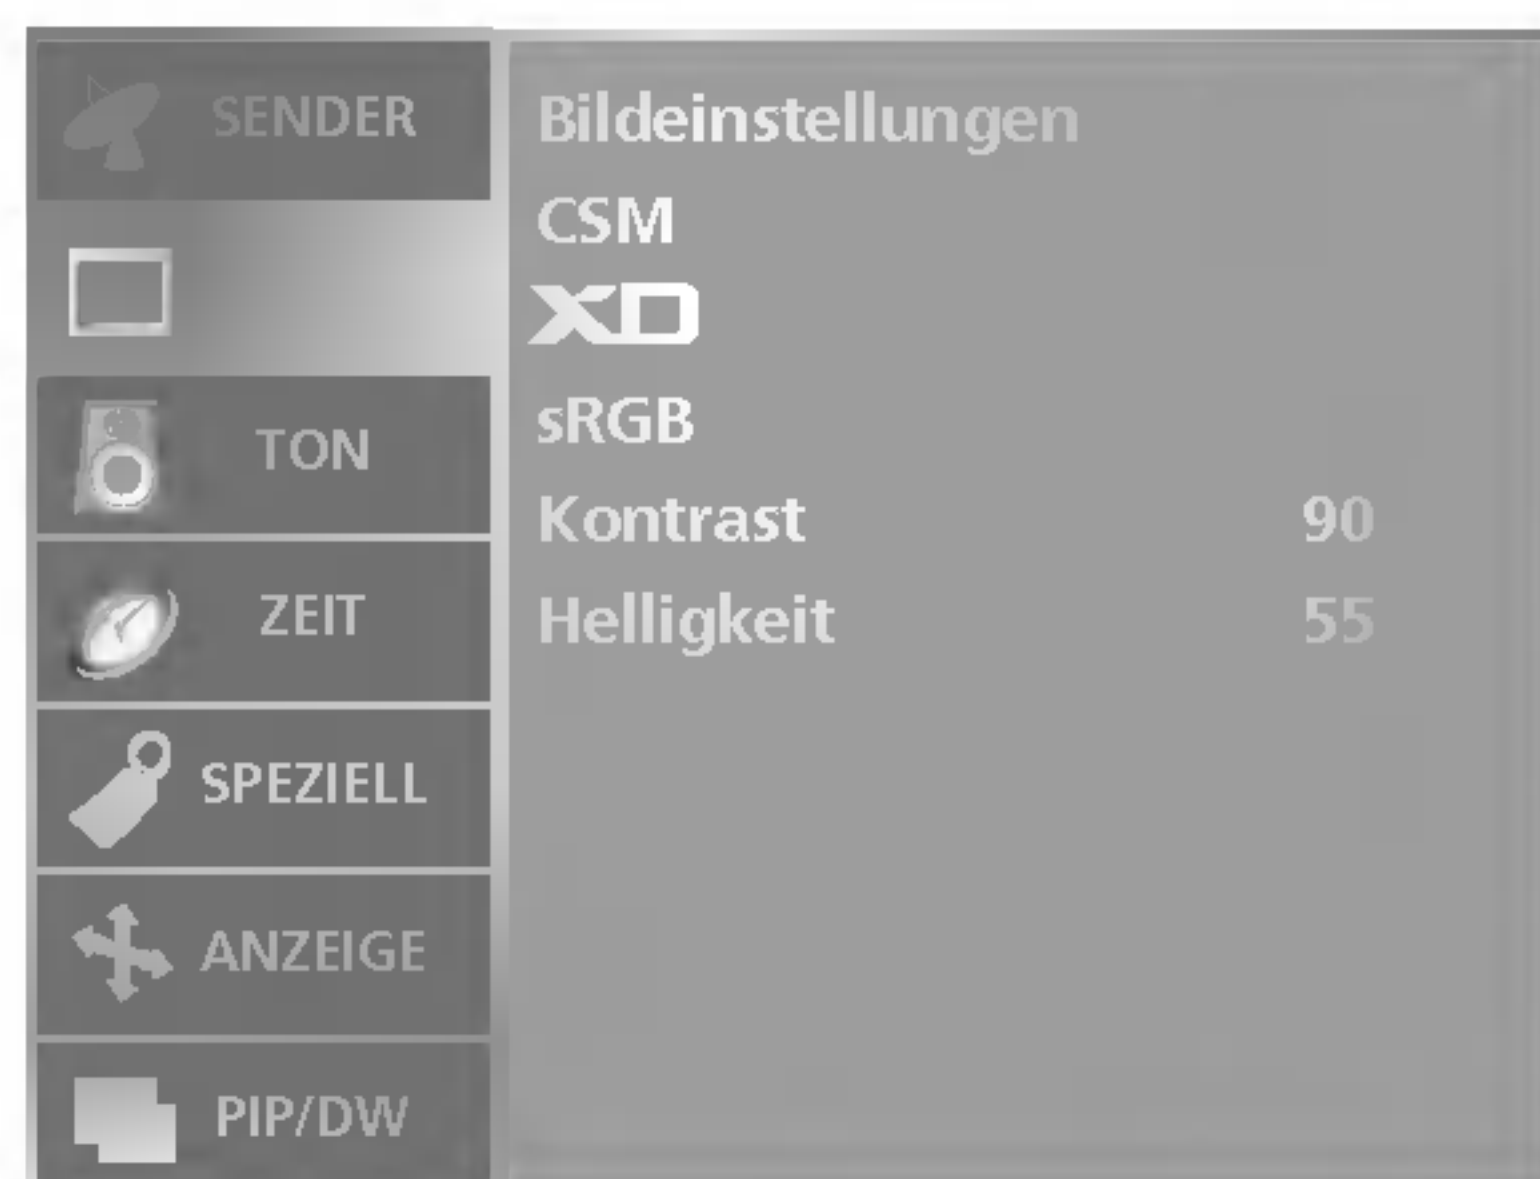 SENDER
TON
ZEIT
SPEZIELL
ANZEIGE
PIP/DW
Bildeinstellungen
CSM
XD
sRGB
Kontrast 90
Helligkeit 55